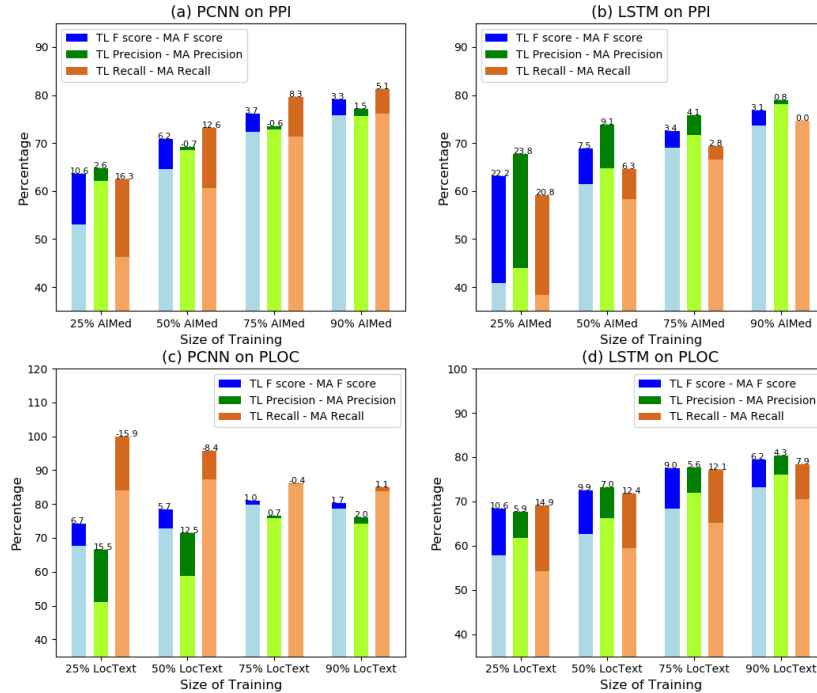 (a) PCNN on PPI
TL F score - MA F score
TL Precision - MA Precision
TL Recall - MA Recall
Percentage
90
80
70
60
50
40
10.6
2.6
16.3
6.2
-0.7
12.6
3.7
-0.6
8.3
3.3
1.5
5.1
25% AIMed
50% AIMed
75% AIMed
90% AIMed
Size of Training
(b) LSTM on PPI
TL F score - MA F score
TL Precision - MA Precision
TL Recall - MA Recall
Percentage
90
80
70
60
50
40
22.2
23.8
20.8
7.5
9.1
6.3
3.4
4.1
2.8
3.1
0.8
0.0
25% AIMed
50% AIMed
75% AIMed
90% AIMed
Size of Training
(c) PCNN on PLOC
TL F score - MA F score
TL Precision - MA Precision
TL Recall - MA Recall
Percentage
120
110
100
90
80
70
60
50
40
6.7
15.5
-15.9
5.7
12.5
-8.4
1.0
0.7
-0.4
1.7
2.0
1.1
25% LocText
50% LocText
75% LocText
90% LocText
Size of Training
(d) LSTM on PLOC
TL F score - MA F score
TL Precision - MA Precision
TL Recall - MA Recall
Percentage
100
90
80
70
60
50
40
10.6
5.9
14.9
9.9
7.0
12.4
9.0
5.6
12.1
6.2
4.3
7.9
25% LocText
50% LocText
75% LocText
90% LocText
Size of Training